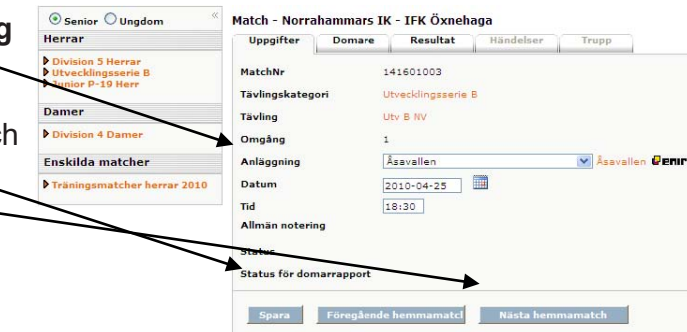 g
ch
Senior Ungdom
Herrar
Division 5 Herrar
Utvecklingsserie B
Junior P-19 Herr
Damer
Division 4 Damer
Enskilda matcher
Träningsmatcher herrar 2010
«
Match - Norrahammars IK - IFK Öxnehaga
Uppgifter Domare Resultat Händelser Trupp
MatchNr 141601003
Tävlingskategori Utvecklingsserie B
Tävling Utv B NV
Omgång 1
Anläggning Åsavallen Åsavallen enir
Datum 2010-04-25
Tid 18:30
Allmän notering
Status
Status för domarrapport
Spara Föregående hemmamatcl Nästa hemmamatch